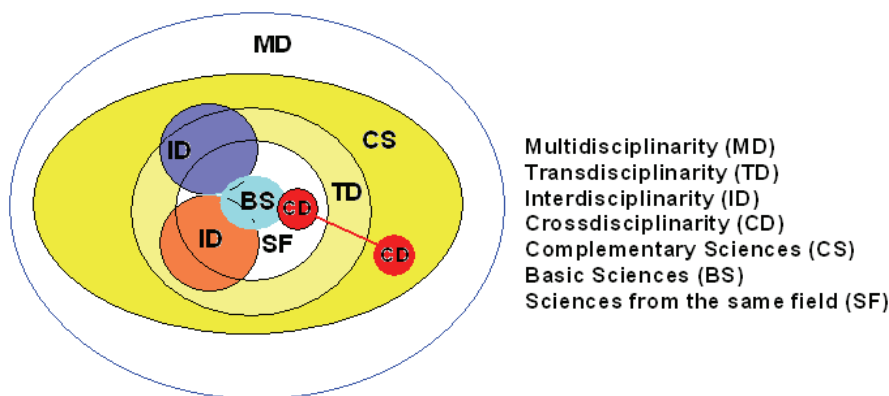 MD
CS
ID
TD
BS
CD
ID
SF
CD
Multidisciplinarity (MD)
Transdisciplinarity (TD)
Interdisciplinarity (ID)
Crossdisciplinarity (CD)
Complementary Sciences (CS)
Basic Sciences (BS)
Sciences from the same field (SF)